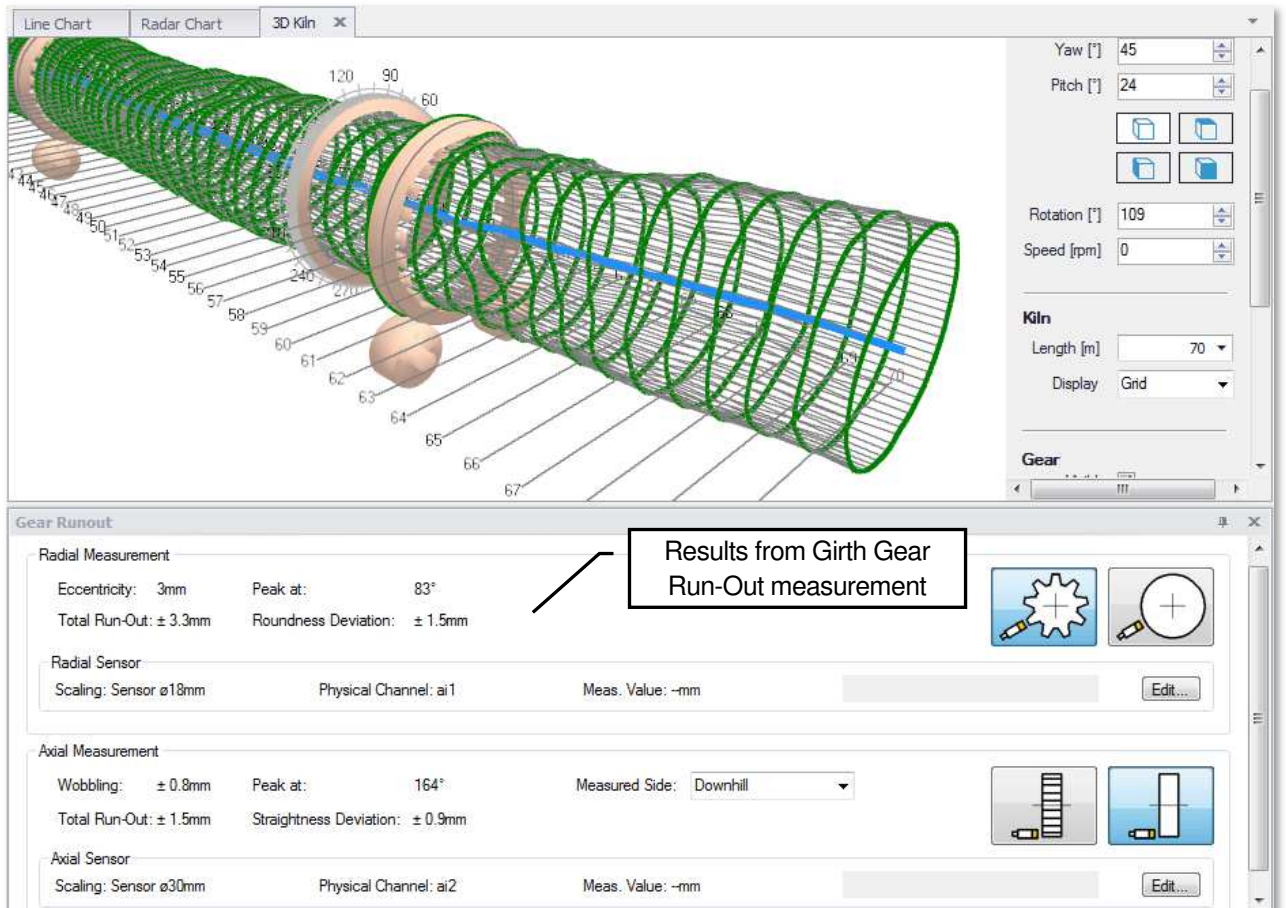 Line Chart Radar Chart 3D Kiln
120 90
60
240 270
44 45 46 47 48 49 50 51 52 53 54 55 56 57 58 59 60 61 62 63 64 65 66 67
69 70
Yaw [°] 45
Pitch [°] 24
Rotation [°] 109
Speed [rpm] 0
Kiln
Length [m] 70
Display Grid
Gear
Gear Runout
Results from Girth Gear
Run-Out measurement
Radial Measurement
Eccentricity: 3mm Peak at: 83°
Total Run-Out: ± 3.3mm Roundness Deviation: ± 1.5mm
Radial Sensor
Scaling: Sensor ø18mm Physical Channel: ai1 Meas. Value: --mm Edit...
Axial Measurement
Wobbling: ± 0.8mm Peak at: 164° Measured Side: Downhill
Total Run-Out: ± 1.5mm Straightness Deviation: ± 0.9mm
Axial Sensor
Scaling: Sensor ø30mm Physical Channel: ai2 Meas. Value: --mm Edit...